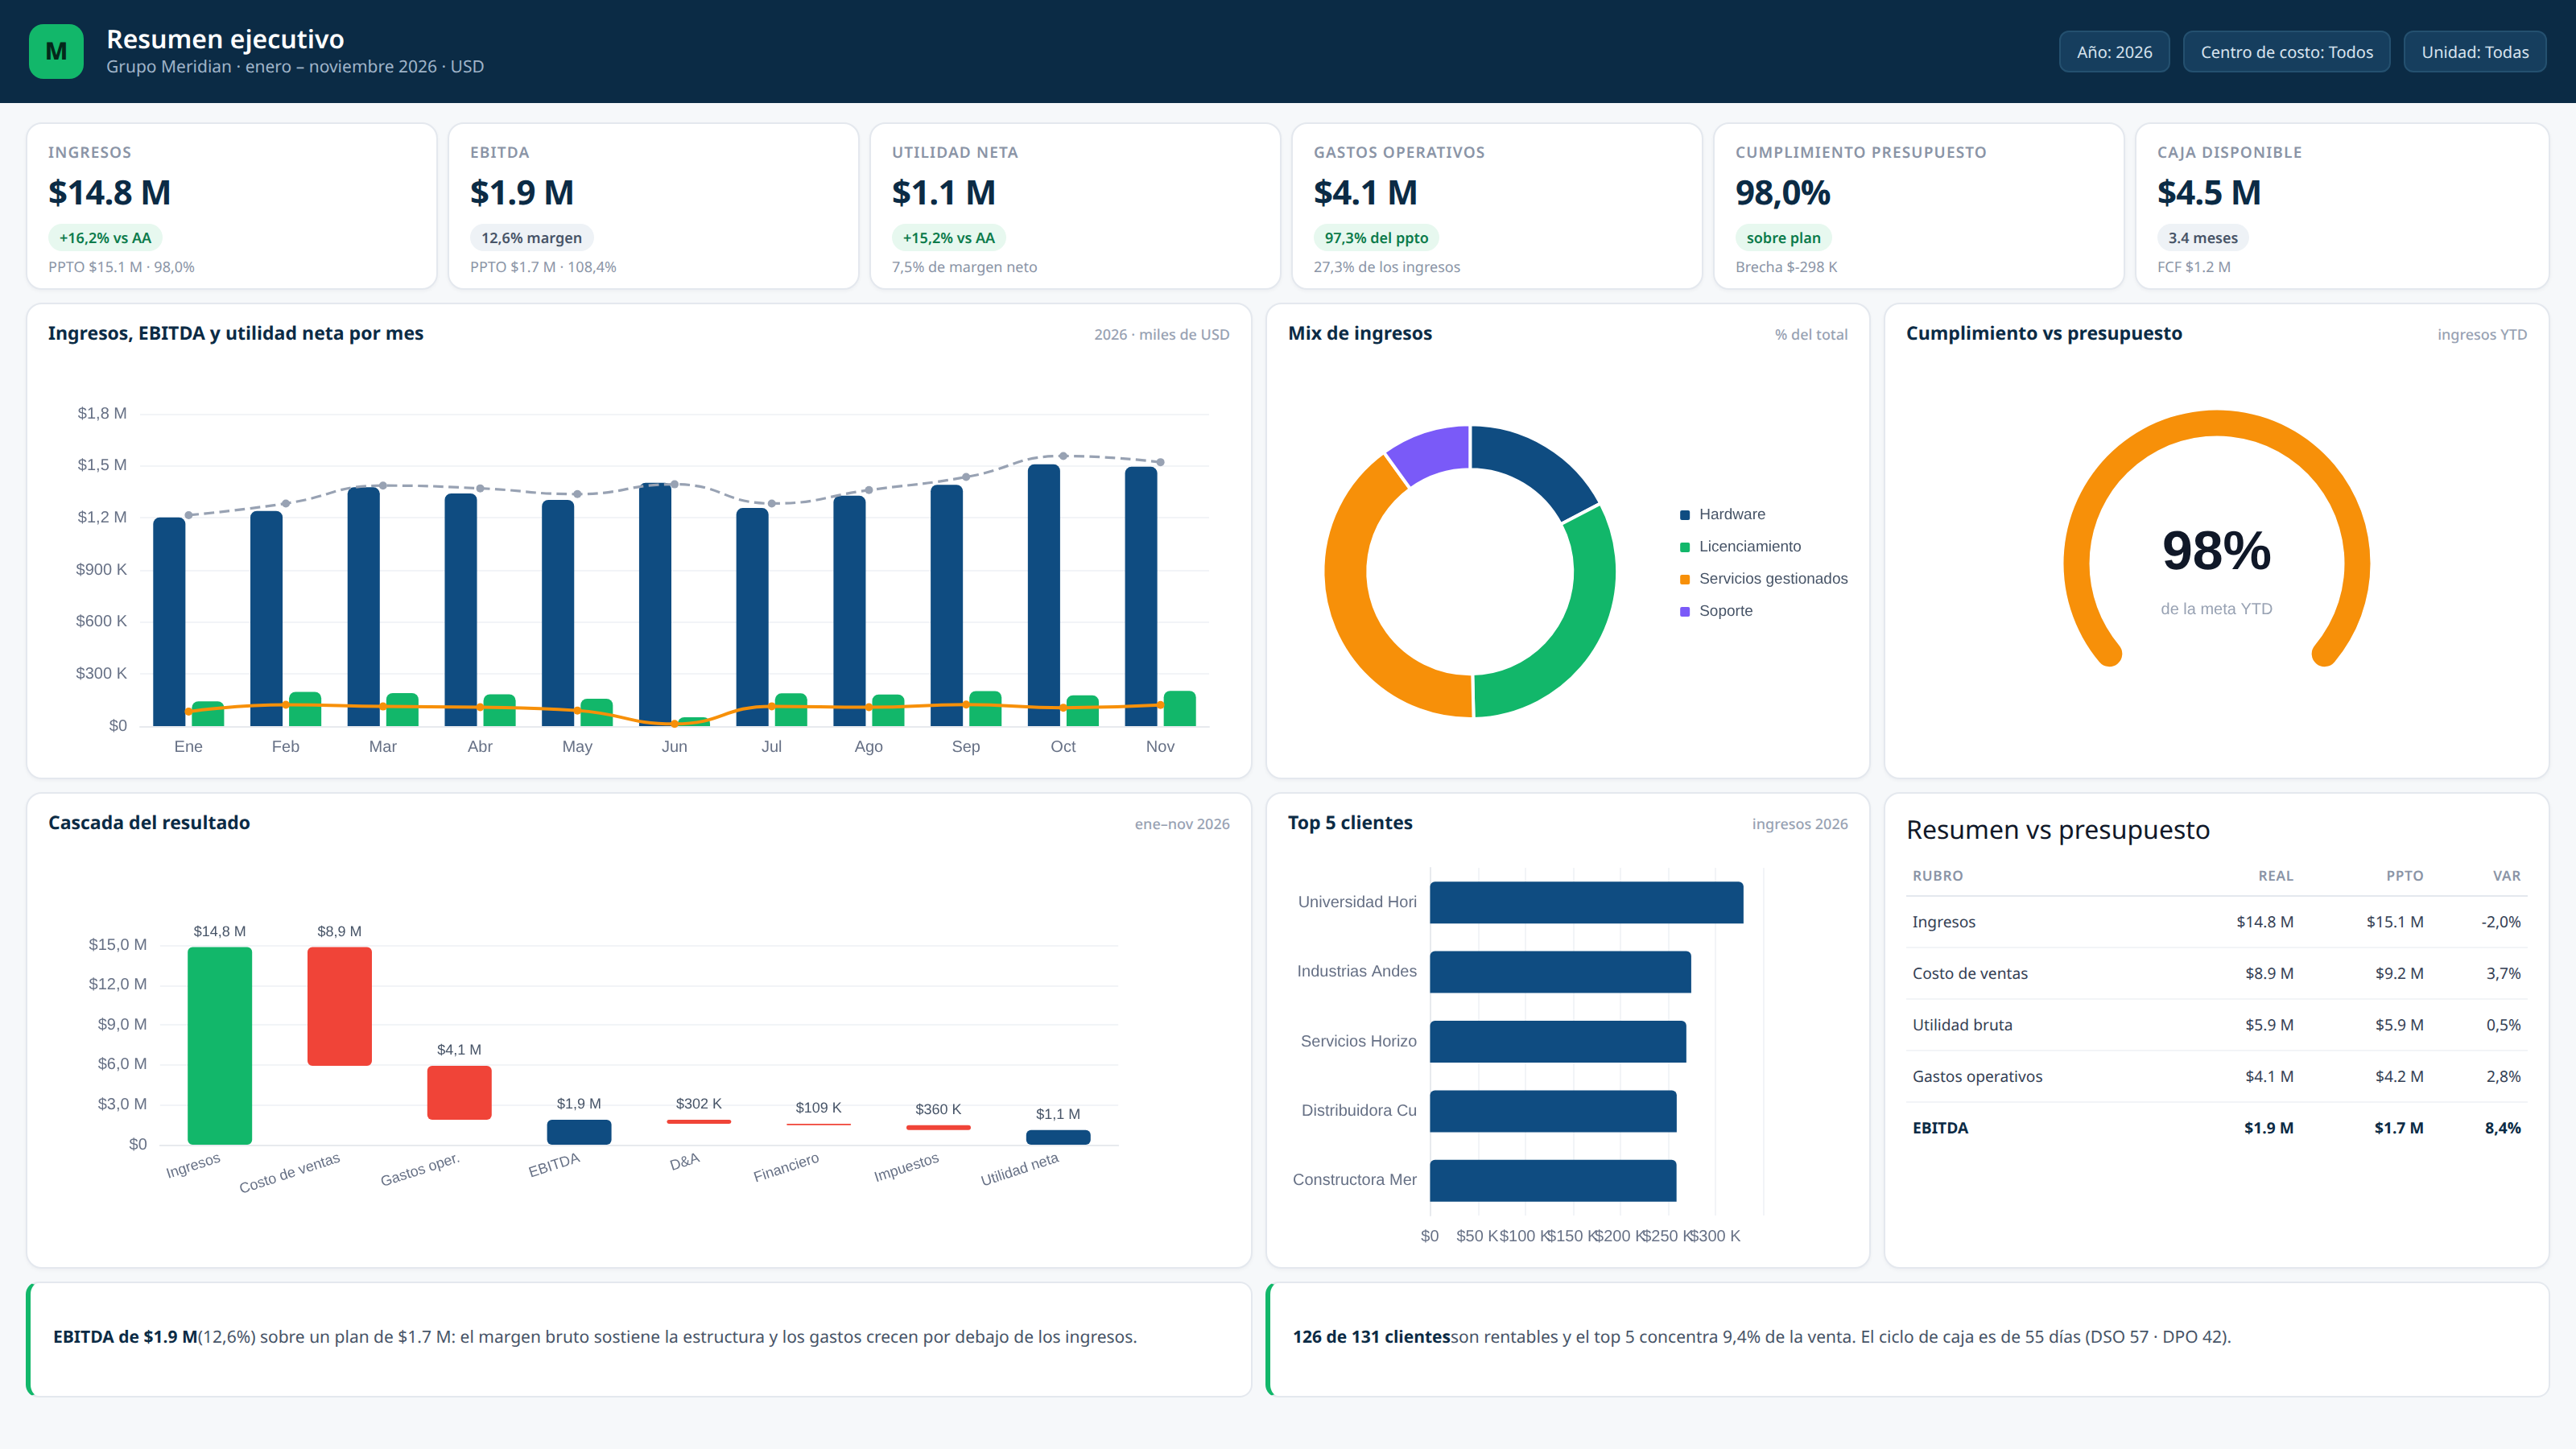 M
Resumen ejecutivo
Grupo Meridian · enero – noviembre 2026 · USD
Año: 2026
Centro de costo: Todos
Unidad: Todas
INGRESOS
$14.8 M
+16,2% vs AA
PPTO $15.1 M · 98,0%
EBITDA
$1.9 M
12,6% margen
PPTO $1.7 M · 108,4%
UTILIDAD NETA
$1.1 M
+15,2% vs AA
7,5% de margen neto
GASTOS OPERATIVOS
$4.1 M
97,3% del ppto
27,3% de los ingresos
CUMPLIMIENTO PRESUPUESTO
98,0%
sobre plan
Brecha $-298 K
CAJA DISPONIBLE
$4.5 M
3.4 meses
FCF $1.2 M
Ingresos, EBITDA y utilidad neta por mes
2026 · miles de USD
$1,8 M
$1,5 M
$1,2 M
$900 K
$600 K
$300 K
$0
Ene Feb Mar Abr May Jun Jul Ago Sep Oct Nov
Mix de ingresos
% del total
Hardware
Licenciamiento
Servicios gestionados
Soporte
Cumplimiento vs presupuesto
ingresos YTD
98%
de la meta YTD
Cascada del resultado
ene–nov 2026
$15,0 M
$12,0 M
$9,0 M
$6,0 M
$3,0 M
$0
$14,8 M
$8,9 M
$4,1 M
$1,9 M
$302 K
$109 K
$360 K
$1,1 M
Ingresos
Costo de ventas
Gastos oper.
EBITDA
D&A
Financiero
Impuestos
Utilidad neta
Top 5 clientes
ingresos 2026
Universidad Hori
Industrias Andes
Servicios Horizo
Distribuidora Cu
Constructora Mer
$0 $50 K $100 K $150 K $200 K $250 K $300 K
Resumen vs presupuesto
RUBRO REAL PPTO VAR
Ingresos $14.8 M $15.1 M -2,0%
Costo de ventas $8.9 M $9.2 M 3,7%
Utilidad bruta $5.9 M $5.9 M 0,5%
Gastos operativos $4.1 M $4.2 M 2,8%
EBITDA $1.9 M $1.7 M 8,4%
EBITDA de $1.9 M(12,6%) sobre un plan de $1.7 M: el margen bruto sostiene la estructura y los gastos crecen por debajo de los ingresos.
126 de 131 clientesson rentables y el top 5 concentra 9,4% de la venta. El ciclo de caja es de 55 días (DSO 57 · DPO 42).